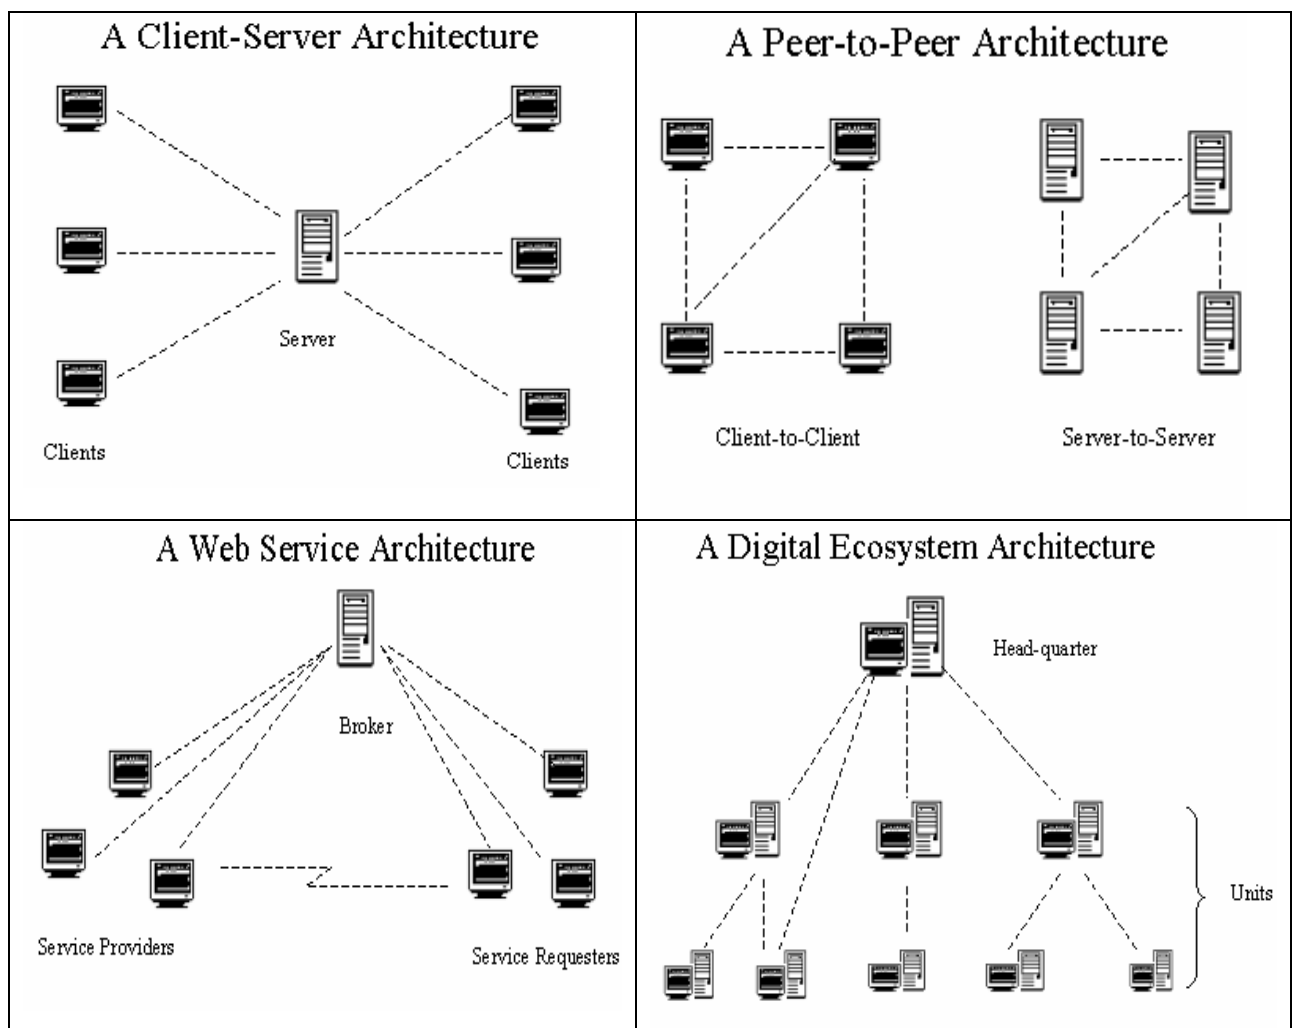 A Client-Server Architecture
Server
Clients
Clients
A Peer-to-Peer Architecture
Client-to-Client
Server-to-Server
A Web Service Architecture
Broker
Service Providers
Service Requesters
A Digital Ecosystem Architecture
Head-quarter
Units